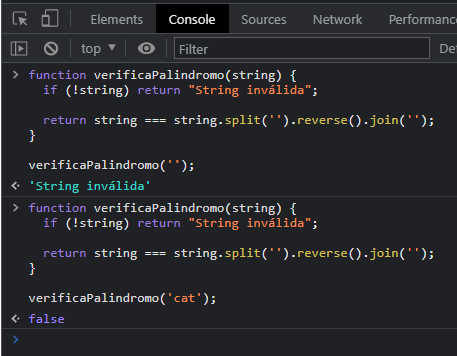 Elements Console Sources Network Performance
top Filter De
> function verificaPalindromo(string) {
if (!string) return "String inválida";
return string === string.split('').reverse().join('');
}
verificaPalindromo('');
'String inválida'
> function verificaPalindromo(string) {
if (!string) return "String inválida";
return string === string.split('').reverse().join('');
}
verificaPalindromo('cat');
false
>